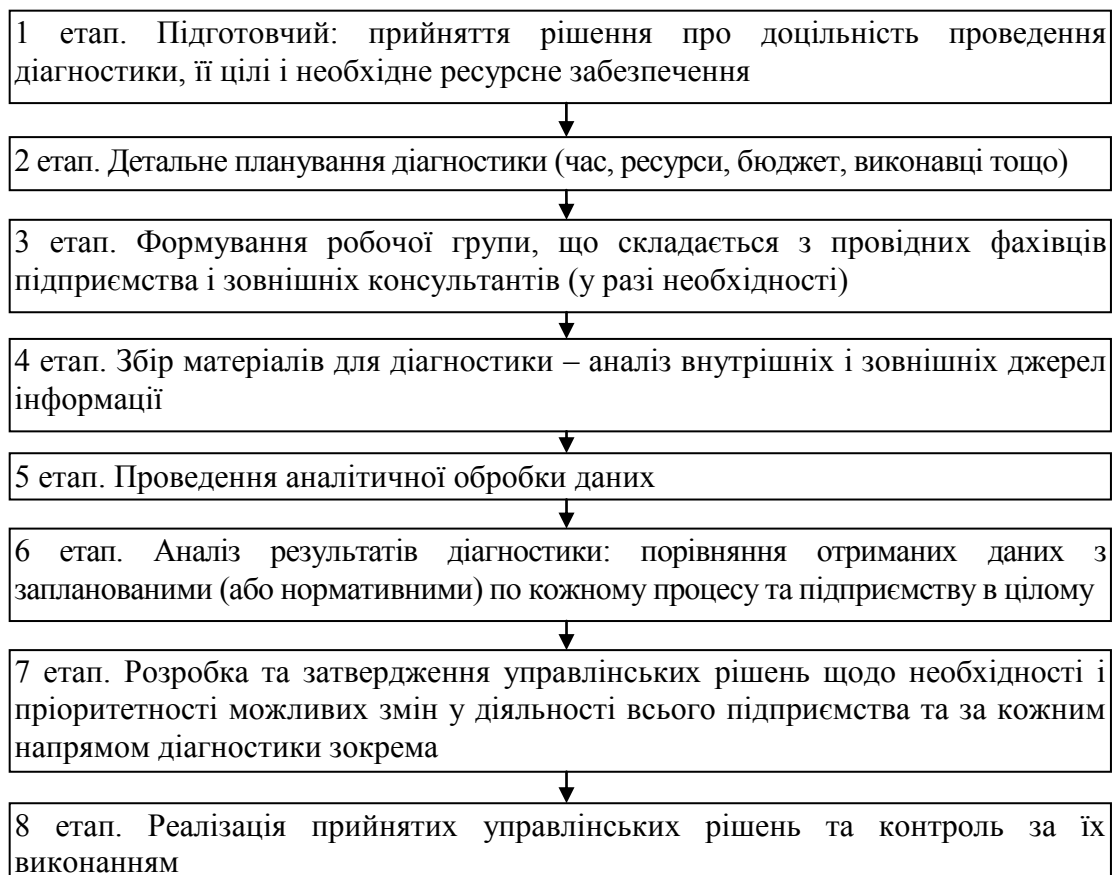 1 етап. Підготовчий: прийняття рішення про доцільність проведення
діагностики, її цілі і необхідне ресурсне забезпечення
2 етап. Детальне планування діагностики (час, ресурси, бюджет, виконавці тощо)
3 етап. Формування робочої групи, що складається з провідних фахівців
підприємства і зовнішніх консультантів (у разі необхідності)
4 етап. Збір матеріалів для діагностики – аналіз внутрішніх і зовнішніх джерел
інформації
5 етап. Проведення аналітичної обробки даних
6 етап. Аналіз результатів діагностики: порівняння отриманих даних з
запланованими (або нормативними) по кожному процесу та підприємству в цілому
7 етап. Розробка та затвердження управлінських рішень щодо необхідності і
пріоритетності можливих змін у діяльності всього підприємства та за кожним
напрямом діагностики зокрема
8 етап. Реалізація прийнятих управлінських рішень та контроль за їх
виконанням